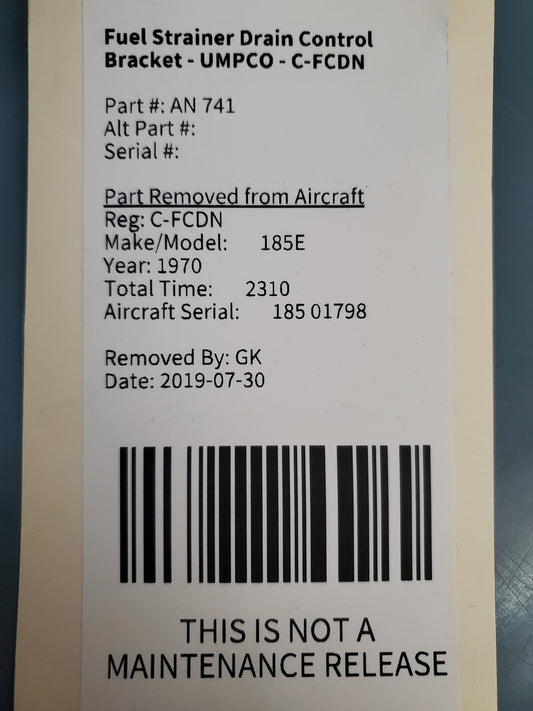 Fuel Strainer Drain Control
Bracket - UMPCO - C-FCDN
Part #: AN 741
Alt Part #:
Serial #:
Part Removed from Aircraft
Reg: C-FCDN
Make/Model: 185E
Year: 1970
Total Time: 2310
Aircraft Serial: 185 01798
Removed By: GK
Date: 2019-07-30
THIS IS NOT A
MAINTENANCE RELEASE